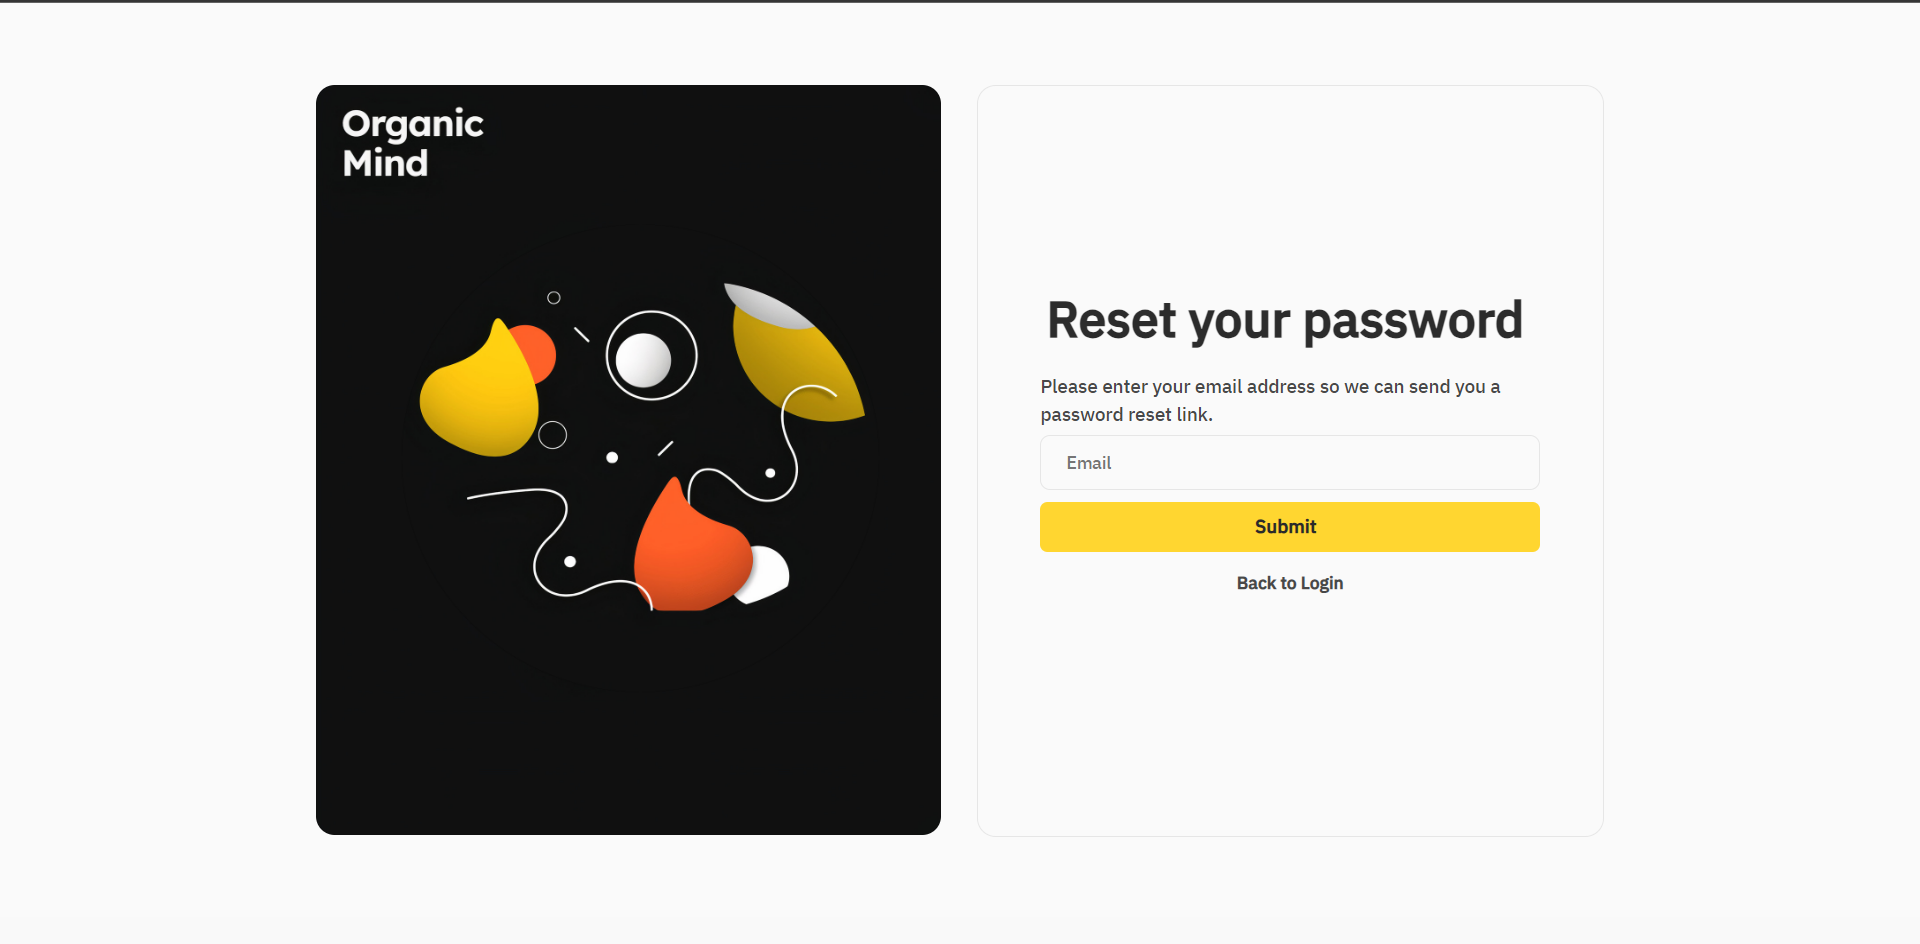 Organic
Mind
Reset your password
Please enter your email address so we can send you a
password reset link.
Email
Submit
Back to Login